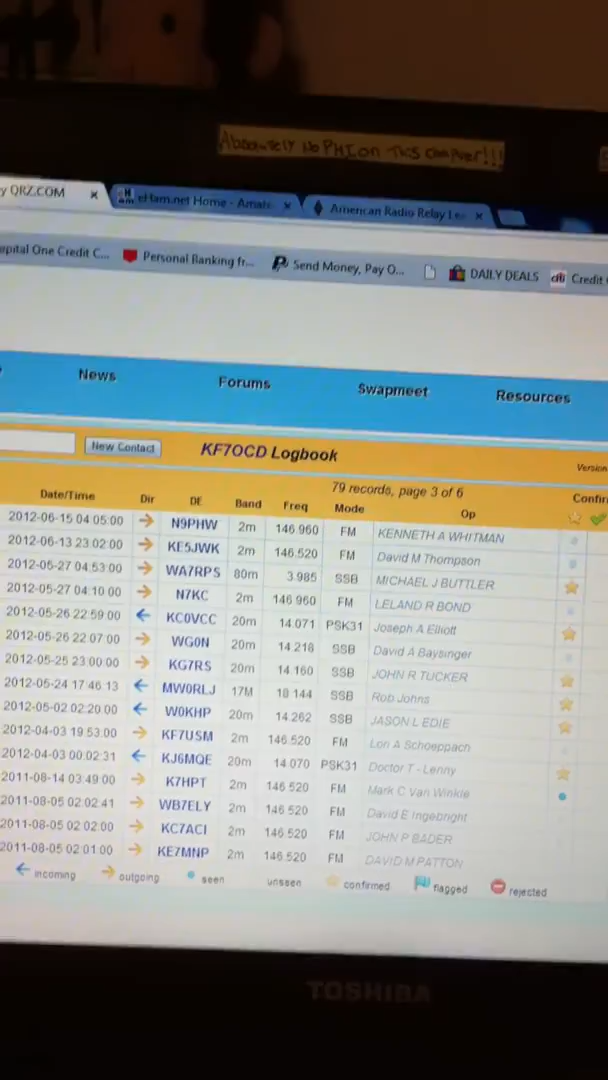 Absolutely No PHI on This Computer!!!
y QRZ.COM × eHam.net Home - Amate × American Radio Relay Lea ×
apital One Credit C... Personal Banking fr... Send Money, Pay O... DAILY DEALS citi Credit
News Forums Swapmeet Resources
New Contact KF7OCD Logbook Version
79 records, page 3 of 6
Date/Time Dir DE Band Freq Mode Op Confir
2012-06-15 04:05:00 N9PHW 2m 146.960 FM KENNETH A WHITMAN
2012-06-13 23:02:00 KE5JWK 2m 146.520 FM David M Thompson
2012-05-27 04:53:00 WA7RPS 80m 3.985 SSB MICHAEL J BUTTLER
2012-05-27 04:10:00 N7KC 2m 146.960 FM LELAND R BOND
2012-05-26 22:59:00 KC0VCC 20m 14.071 PSK31 Joseph A Elliott
2012-05-26 22:07:00 WG0N 20m 14.218 SSB David A Baysinger
2012-05-25 23:00:00 KG7RS 20m 14.160 SSB JOHN R TUCKER
2012-05-24 17:46:13 MW0RLJ 17M 18.144 SSB Rob Johns
2012-05-02 02:20:00 W0KHP 20m 14.262 SSB JASON L EDIE
2012-04-03 19:53:00 KF7USM 2m 146.520 FM Lori A Schoeppach
2012-04-03 00:02:31 KJ6MQE 20m 14.070 PSK31 Doctor T - Lenny
2011-08-14 03:49:00 K7HPT 2m 146.520 FM Mark C Van Winkle
2011-08-05 02:02:41 WB7ELY 2m 146.520 FM David E Ingebright
2011-08-05 02:02:00 KC7ACI 2m 146.520 FM JOHN P BADER
2011-08-05 02:01:00 KE7MNP 2m 146.520 FM DAVID M PATTON
incoming outgoing seen unseen confirmed flagged rejected
TOSHIBA